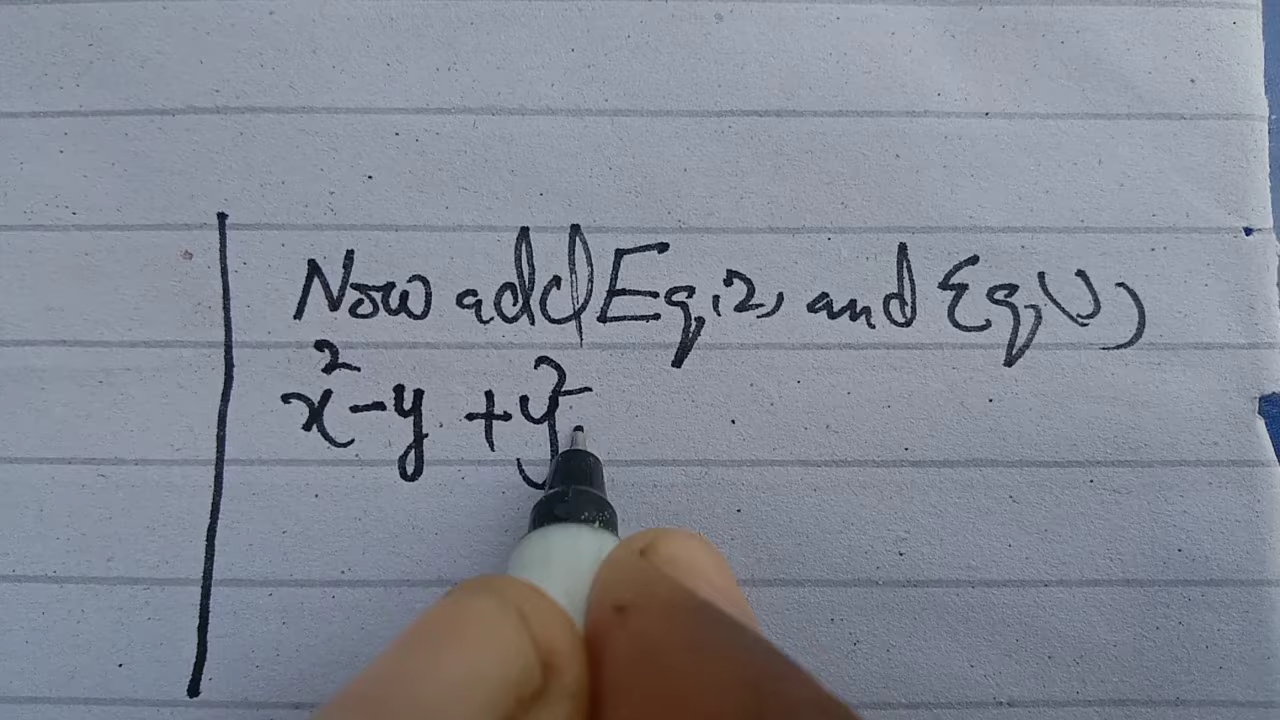 Now add Eq,2, and Eq,(1)
x² - y + y²